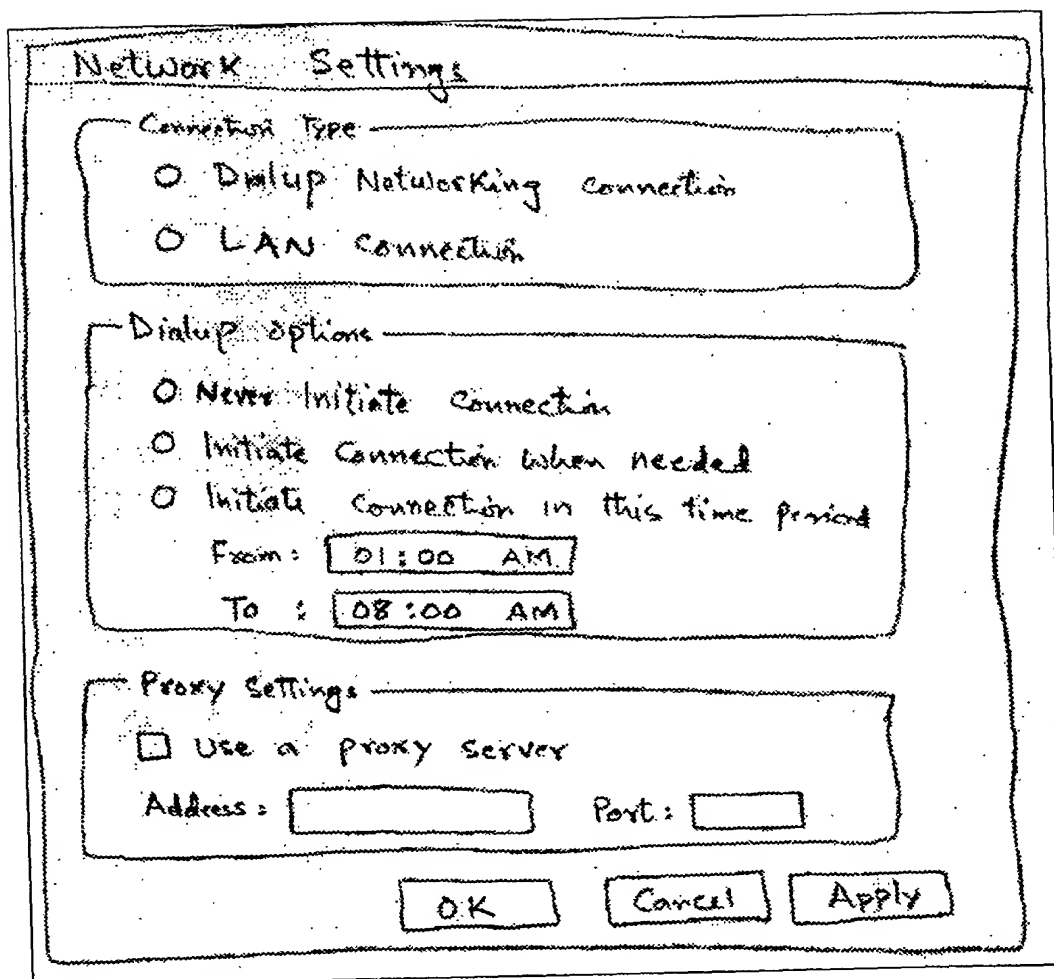 Network Settings
Connection Type
Dialup Networking connection
LAN Connection
Dialup options
Never Initiate Connection
Initiate Connection when needed
Initiate Connection in this time Period
From: 01:00 AM
To : 08:00 AM
Proxy Settings
Use a proxy server
Address: Port:
OK Cancel Apply